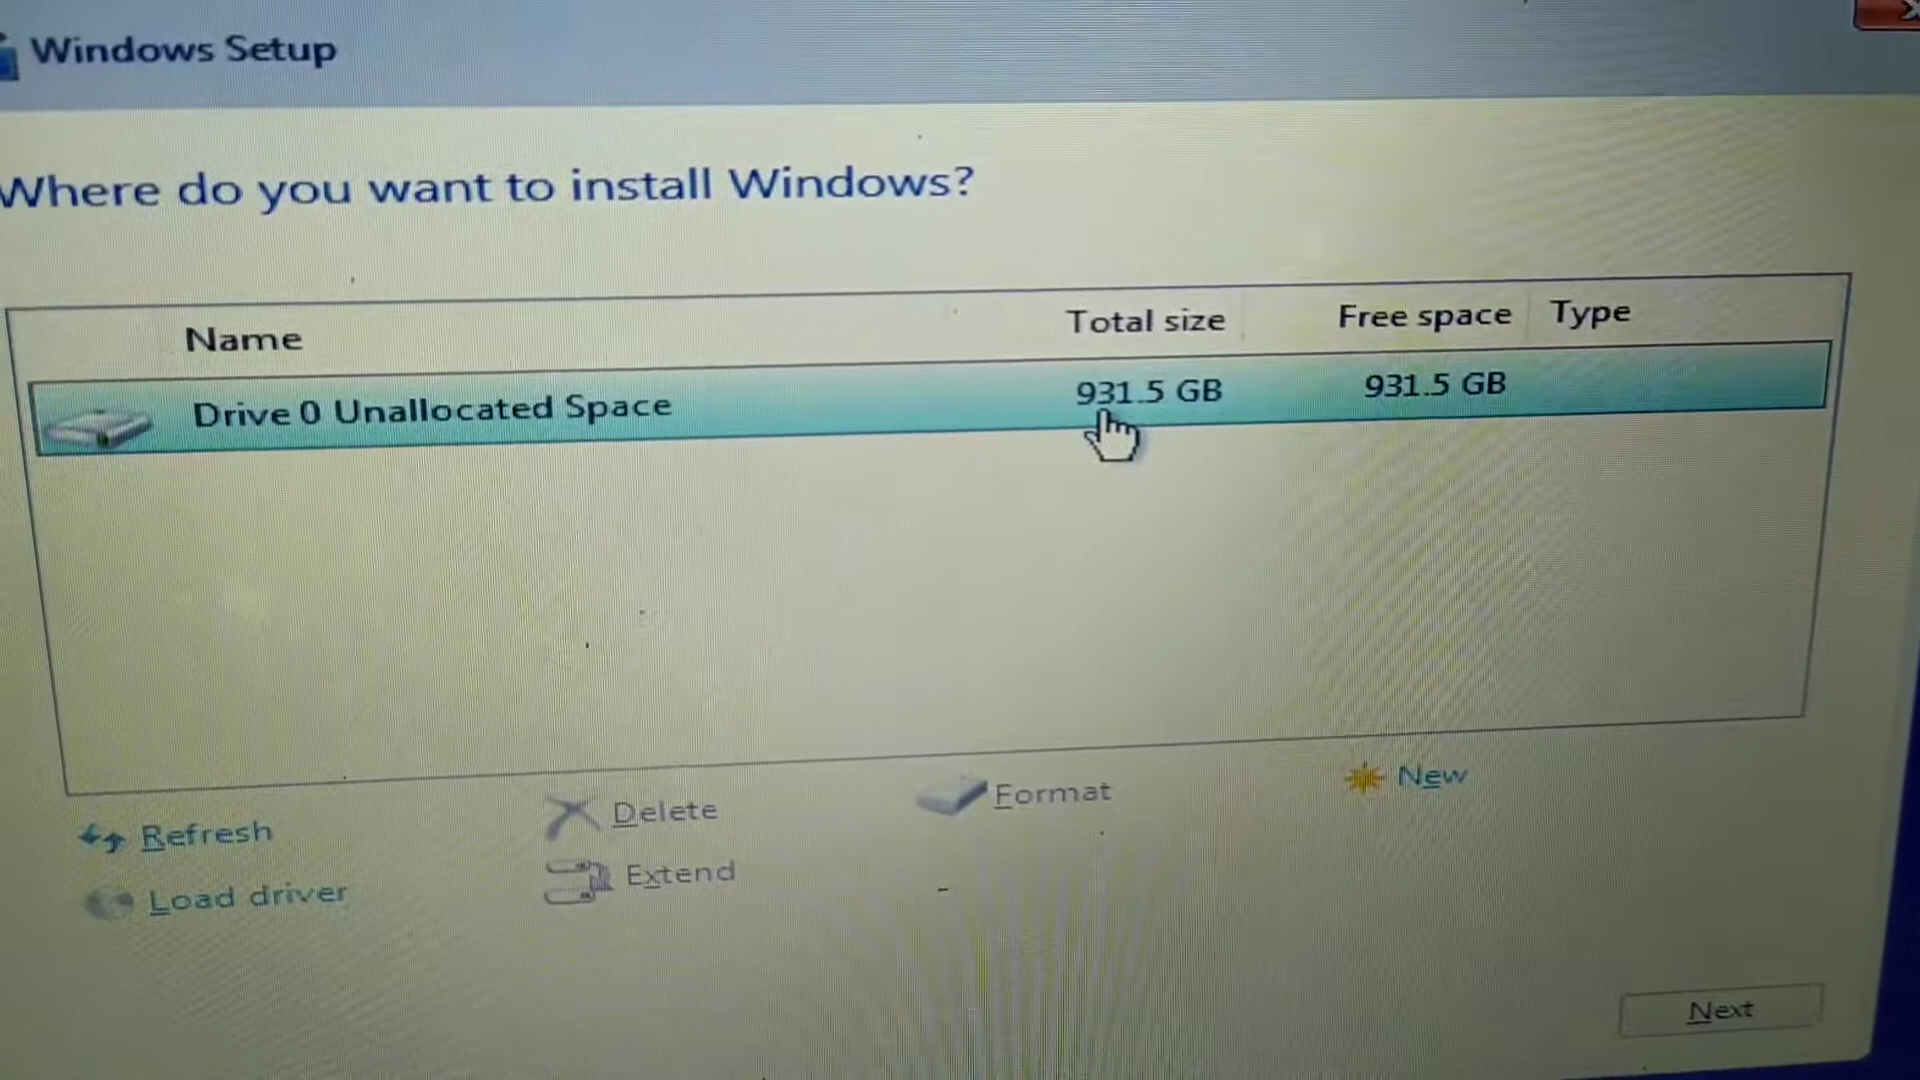 Windows Setup
Where do you want to install Windows?
Name Total size Free space Type
Drive 0 Unallocated Space 931.5 GB 931.5 GB
Refresh Delete Format New
Load driver Extend
Next